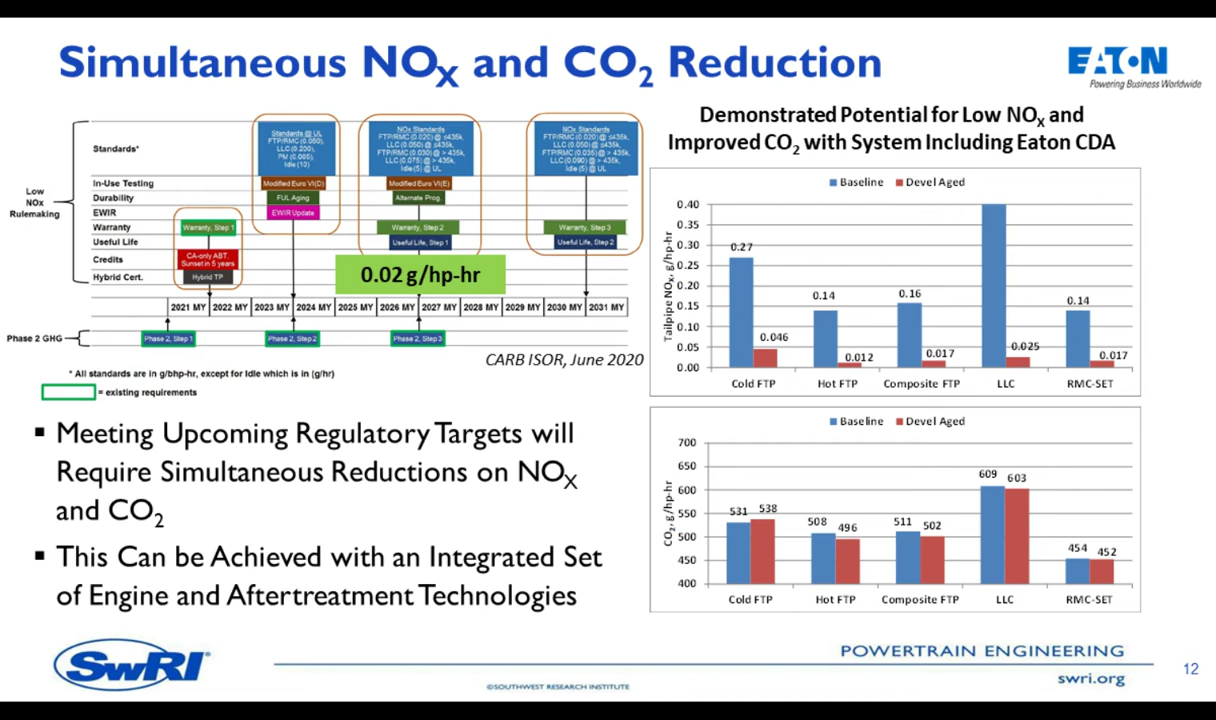 Simultaneous NOX and CO2 Reduction
EATON
Powering Business Worldwide
Demonstrated Potential for Low NOX and
Improved CO2 with System Including Eaton CDA
Low
NOx
Rulemaking
Standards*
In-Use Testing
Durability
EWIR
Warranty
Useful Life
Credits
Hybrid Cert.
Warranty, Step 1
CA-only ABT,
Sunset in 5 years
Hybrid TP
Standards @ UL
FTP/RMC (0.050),
LLC (0.200),
PM (0.005),
Idle (10)
Modified Euro VI(D)
FUL Aging
EWIR Update
NOx Standards
FTP/RMC (0.020)@ ≤435k,
LLC (0.050) ≤435k,
FTP/RMC (0.030)@ > 435k,
LLC (0.075)@ > 435k,
Idle (5)@ UL
Modified Euro VI(E)
Alternate Prog.
Warranty, Step 2
Useful Life, Step 1
NOx Standards
FTP/RMC (0.020) @ ≤435k,
LLC (0.050) @ ≤435k,
FTP/RMC (0.035)@ > 435k,
LLC(0.090)@ > 435k,
Idle (5)@ UL
Warranty, Step 3
Useful Life, Step 2
0.02 g/hp-hr
2021 MY 2022 MY 2023 MY 2024 MY 2025 MY 2026 MY 2027 MY 2028 MY 2029 MY 2030 MY 2031 MY
Phase 2 GHG
Phase 2, Step 1
Phase 2, Step2
Phase 2, Step3
CARB ISOR, June 2020
* All standards are in g/bhp-hr, except for Idle which is in (g/hr)
= existing requirements
▪ Meeting Upcoming Regulatory Targets will
Require Simultaneous Reductions on NOX
and CO2
▪ This Can be Achieved with an Integrated Set
of Engine and Aftertreatment Technologies
Baseline Devel Aged
Tailpipe NOX, g/hp-hr
0.40
0.35
0.30
0.25
0.20
0.15
0.10
0.05
0.00
0.27
0.046
0.14
0.012
0.16
0.017
0.025
0.14
0.017
Cold FTP Hot FTP Composite FTP LLC RMC-SET
Baseline Devel Aged
CO2, g/hp-hr
700
650
600
550
500
450
400
531 538
508 496
511 502
609 603
454 452
Cold FTP Hot FTP Composite FTP LLC RMC-SET
SwRI®
©SOUTHWEST RESEARCH INSTITUTE
POWERTRAIN ENGINEERING
swri.org
12